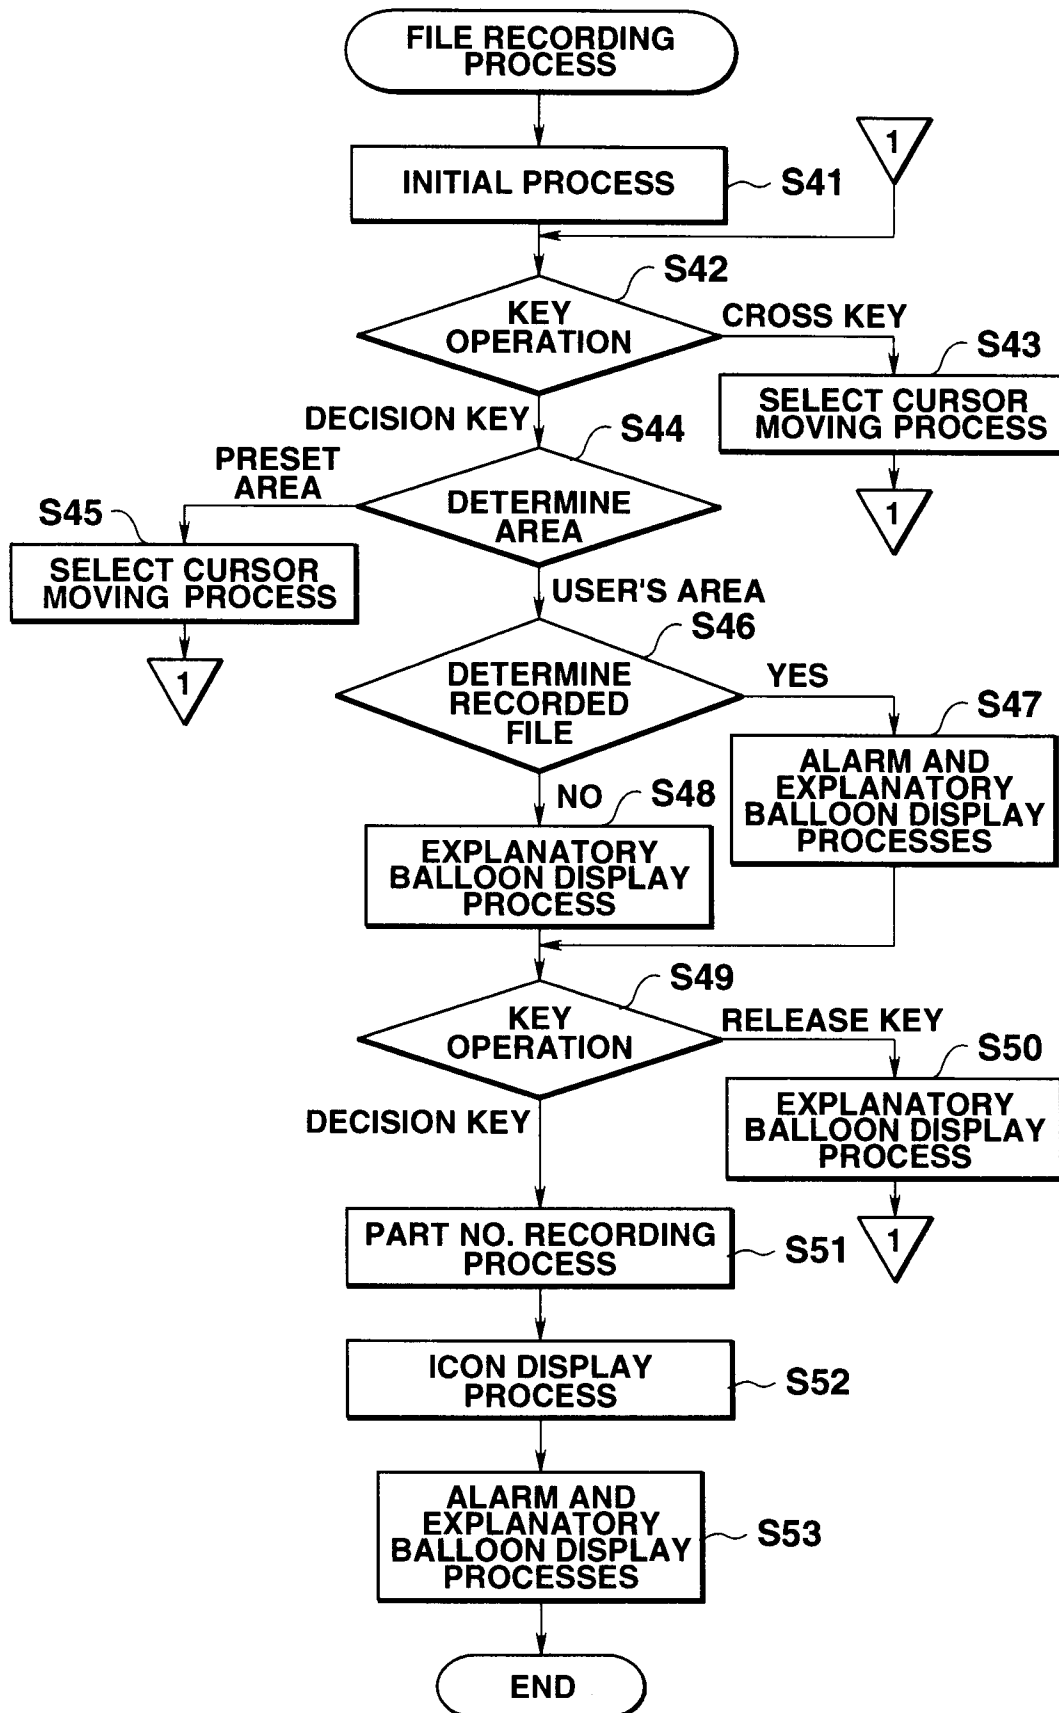 FILE RECORDING
PROCESS
1
INITIAL PROCESS
S41
S42
KEY
OPERATION
CROSS KEY
S43
SELECT CURSOR
MOVING PROCESS
1
DECISION KEY
S44
PRESET
AREA
DETERMINE
AREA
S45
SELECT CURSOR
MOVING PROCESS
1
USER'S AREA
S46
DETERMINE
RECORDED
FILE
YES
S47
ALARM AND
EXPLANATORY
BALLOON DISPLAY
PROCESSES
NO
S48
EXPLANATORY
BALLOON DISPLAY
PROCESS
S49
KEY
OPERATION
RELEASE KEY
S50
EXPLANATORY
BALLOON DISPLAY
PROCESS
1
DECISION KEY
PART NO. RECORDING
PROCESS
S51
ICON DISPLAY
PROCESS
S52
ALARM AND
EXPLANATORY
BALLOON DISPLAY
PROCESSES
S53
END